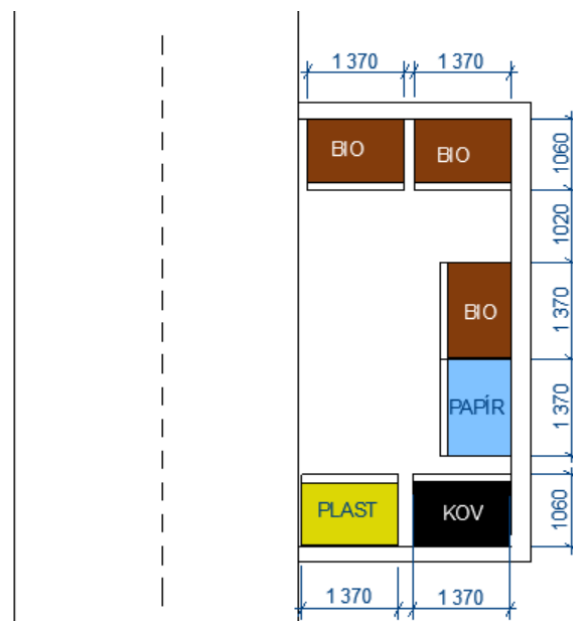 1 370 1 370
BIO BIO
1060
1020
BIO
1 370
PAPÍR
1 370
PLAST KOV
1060
1 370 1 370